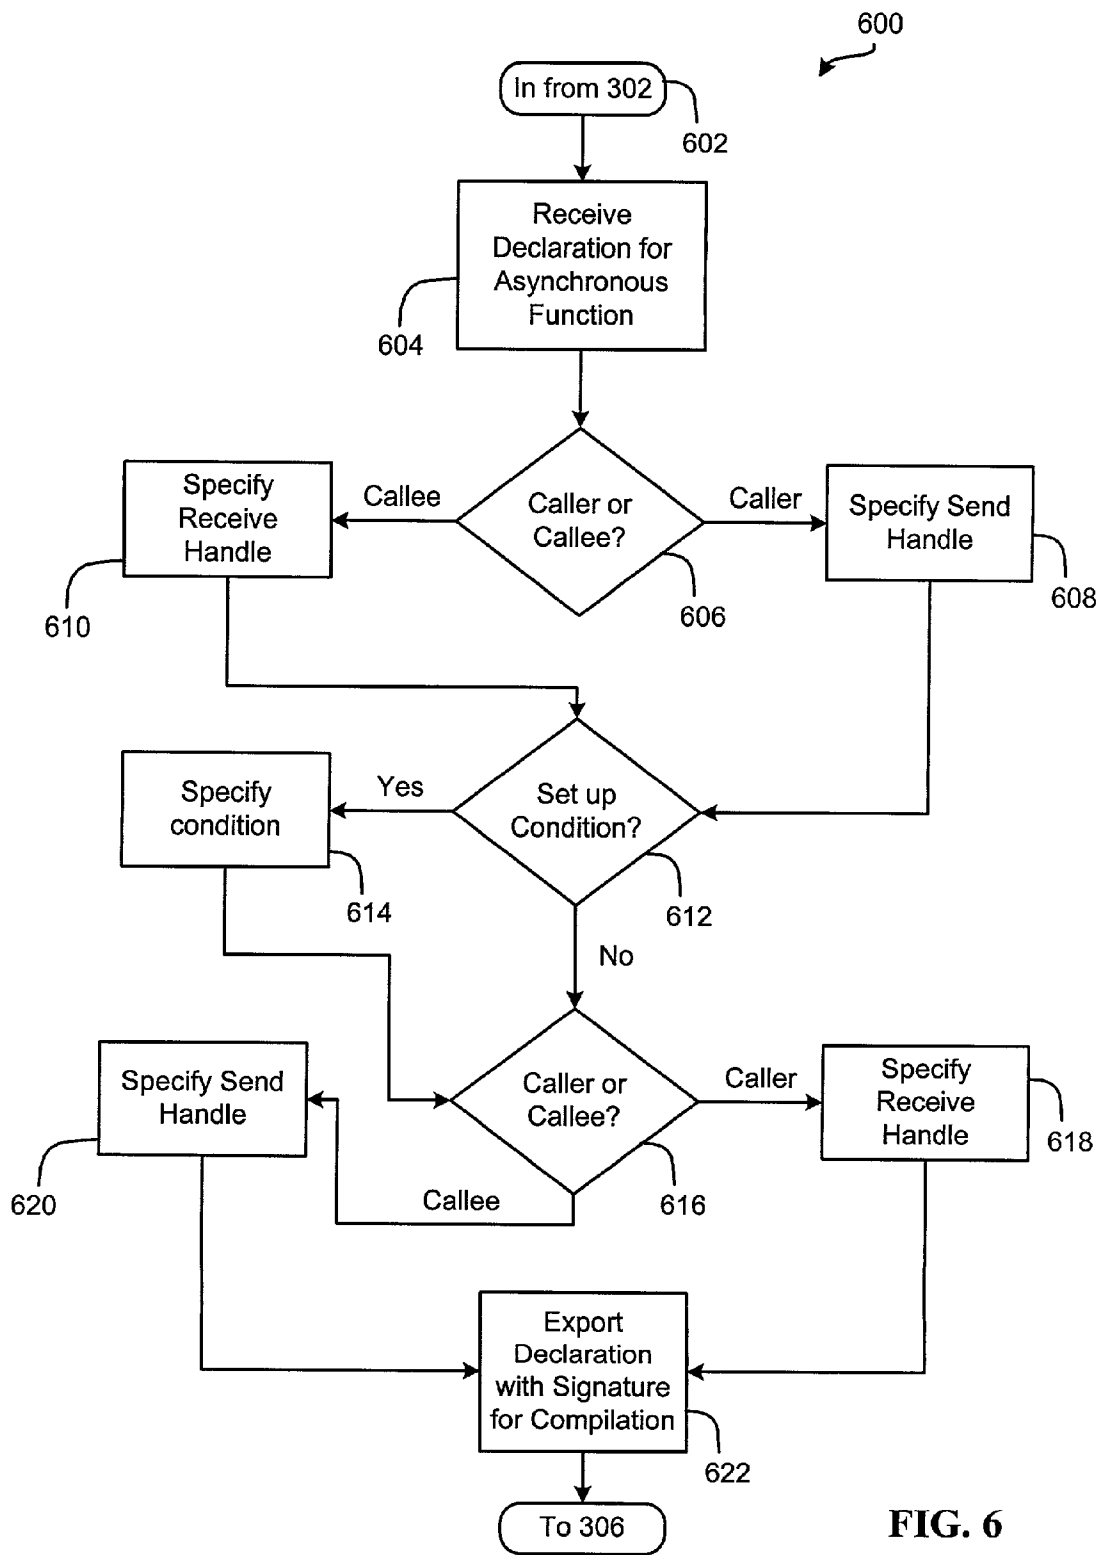 600
In from 302
602
Receive
Declaration for
Asynchronous
Function
604
Specify
Receive
Handle
Callee
Caller or
Callee?
Caller
Specify Send
Handle
610
606
608
Specify
condition
Yes
Set up
Condition?
614
612
No
Specify Send
Handle
Caller or
Callee?
Caller
Specify
Receive
Handle
620
Callee
616
618
Export
Declaration
with Signature
for Compilation
622
To 306
FIG. 6